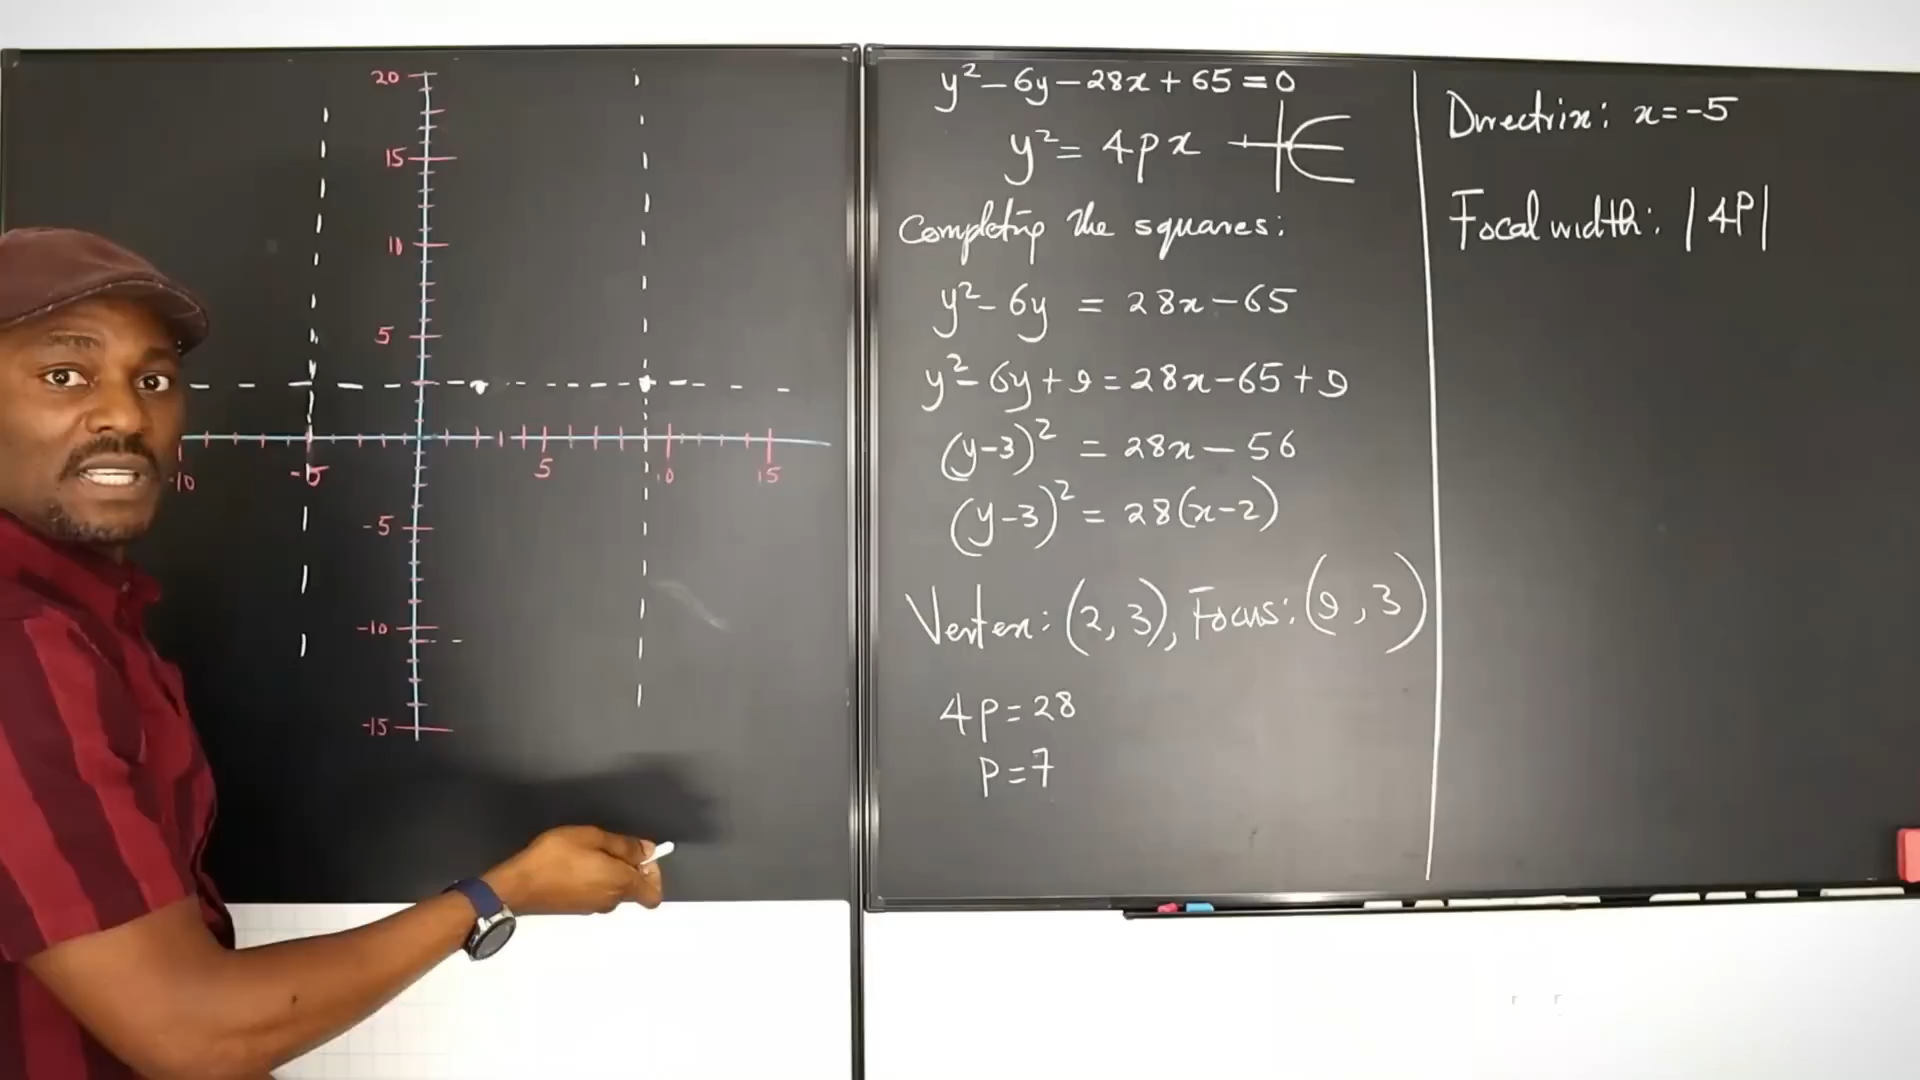 20
15
10
5
-10
-5
5
10
15
-5
-10
-15
y² - 6y - 28x + 65 = 0
y² = 4px
Completing the squares:
y² - 6y = 28x - 65
y² - 6y + 9 = 28x - 65 + 9
(y-3)² = 28x - 56
(y-3)² = 28(x-2)
Vertex: (2, 3), Focus: (9, 3)
4p = 28
p = 7
Directrix: x = -5
Focal width: |4P|